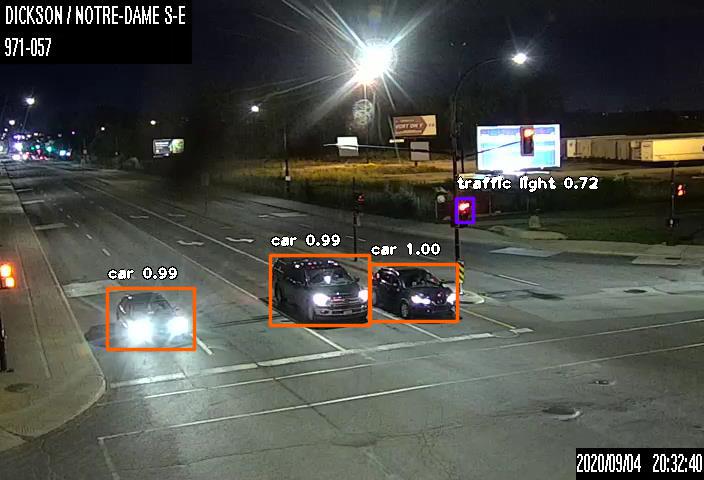 DICKSON / NOTRE-DAME S-E
971-057
traffic light 0.72
car 0.99
car 1.00
car 0.99
2020/09/04 20:32:40